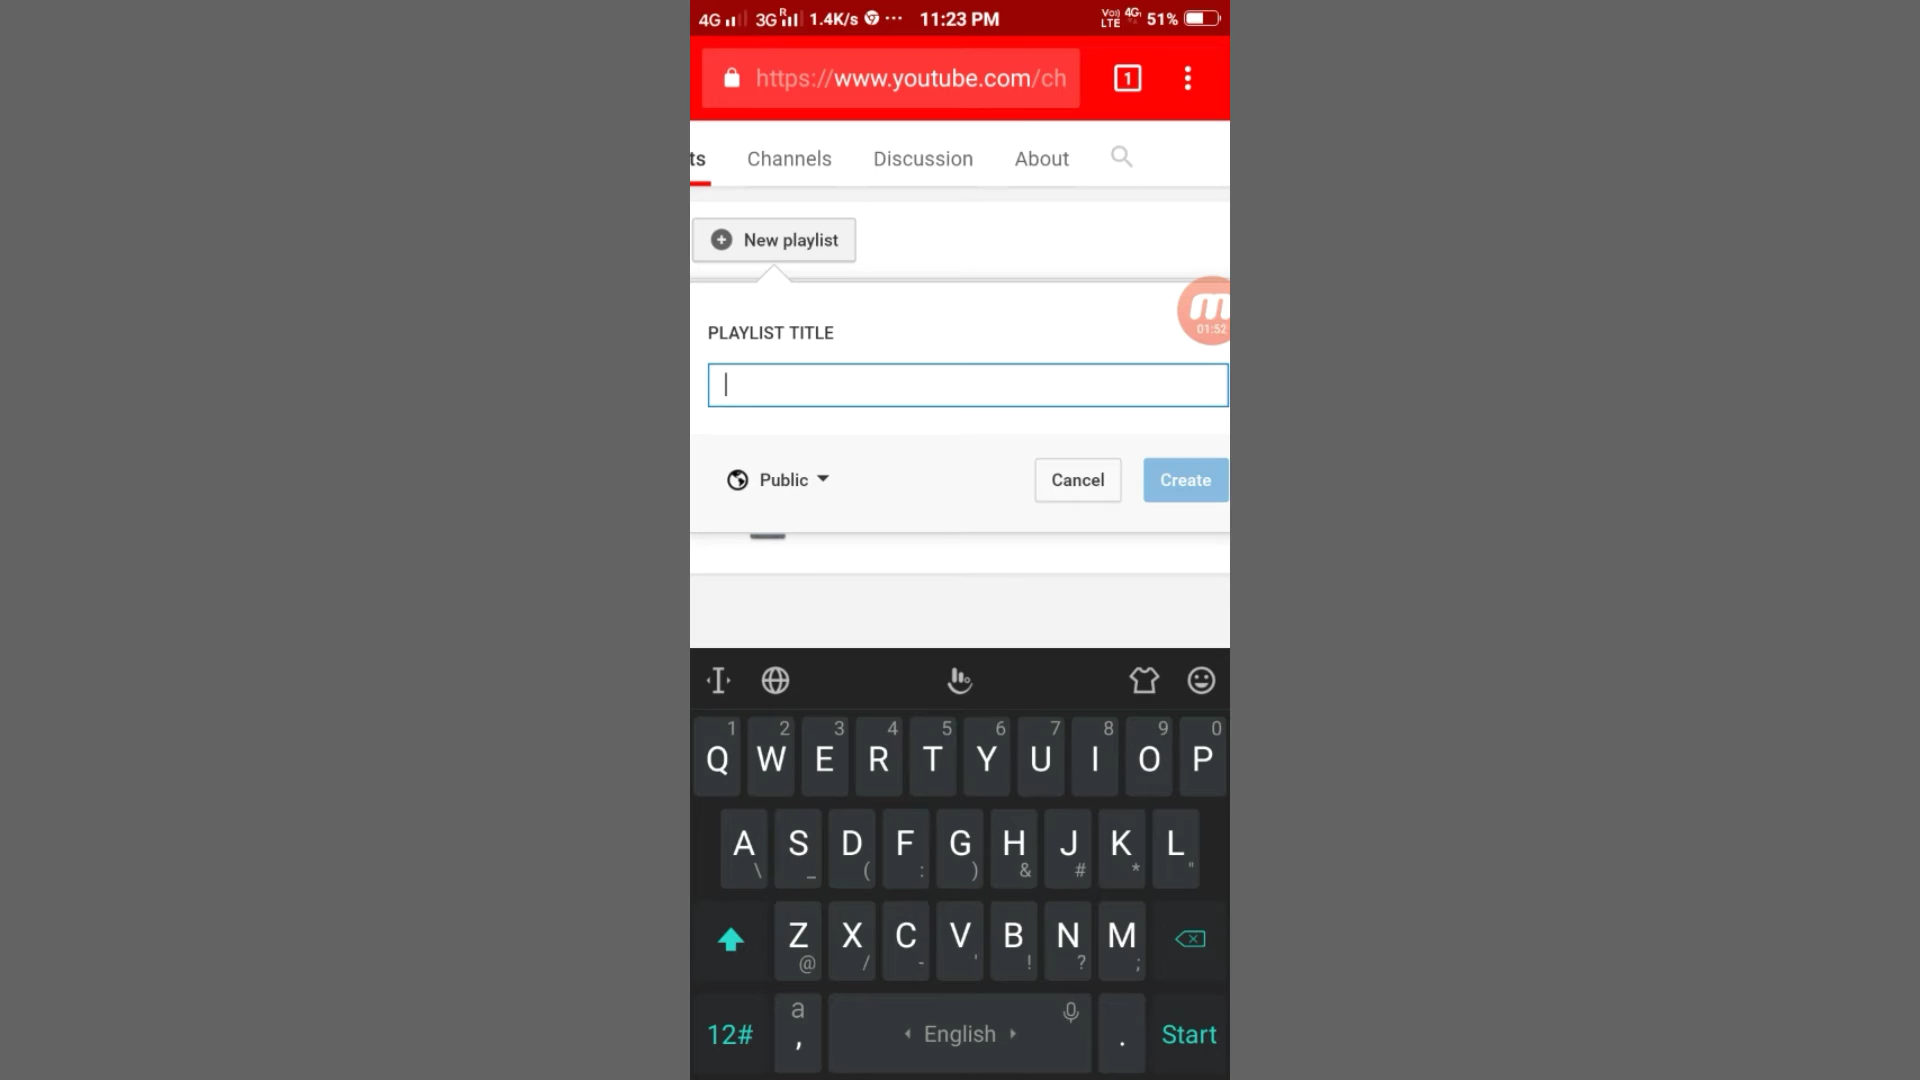 4G 3G R 1.4K/s ... 11:23 PM VoLTE 4G 51%
https://www.youtube.com/ch 1
ts Channels Discussion About
New playlist
PLAYLIST TITLE
01:52
Public Cancel Create
1 2 3 4 5 6 7 8 9 0
Q W E R T Y U I O P
A S D F G H J K L
\ _ ( : ) & # * "
Z X C V B N M
@ / - ' ! ? ;
a
12# , English . Start